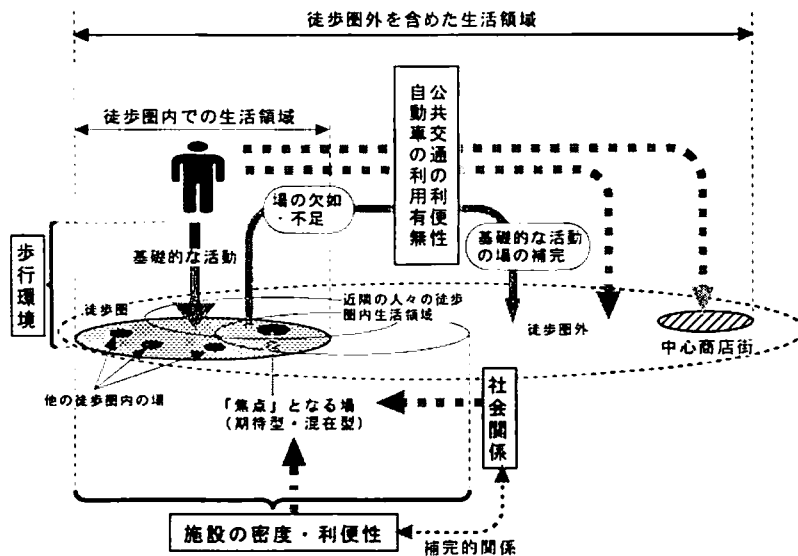 徒歩圏外を含めた生活領域
徒歩圏内での生活領域
公共交通の利便性
自動車の利用有無
場の欠如
・不足
基礎的な活動
の場の補完
歩行環境
基礎的な活動
徒歩圏
近隣の人々の徒歩
圏内生活領域
徒歩圏外
中心商店街
他の徒歩圏内の場
「焦点」となる場
(期待型・混在型)
社会関係
施設の密度・利便性
補完的関係